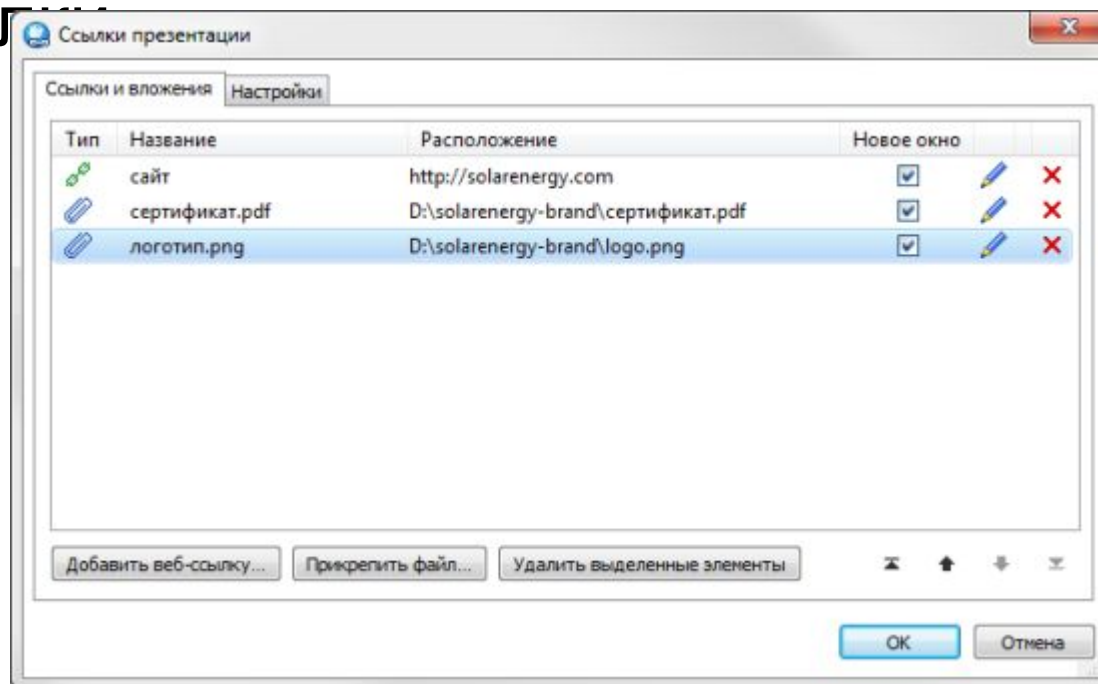 Ссылки презентации
Ссылки и вложения Настройки
Тип Название Расположение Новое окно
сайт http://solarenergy.com
сертификат.pdf D:\solarenergy-brand\сертификат.pdf
логотип.png D:\solarenergy-brand\logo.png
Добавить веб-ссылку... Прикрепить файл... Удалить выделенные элементы
OK Отмена